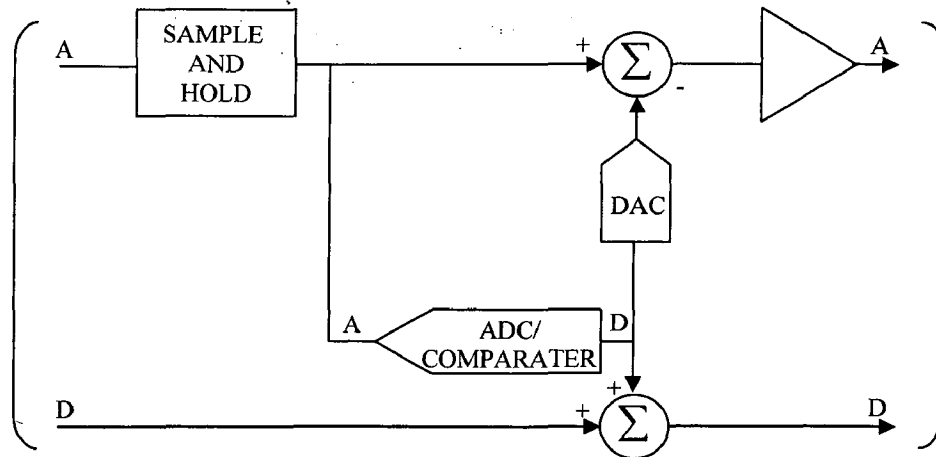 A
SAMPLE
AND
HOLD
+
Σ
-
A
DAC
A
ADC/
COMPARATER
D
+
D
+
Σ
D